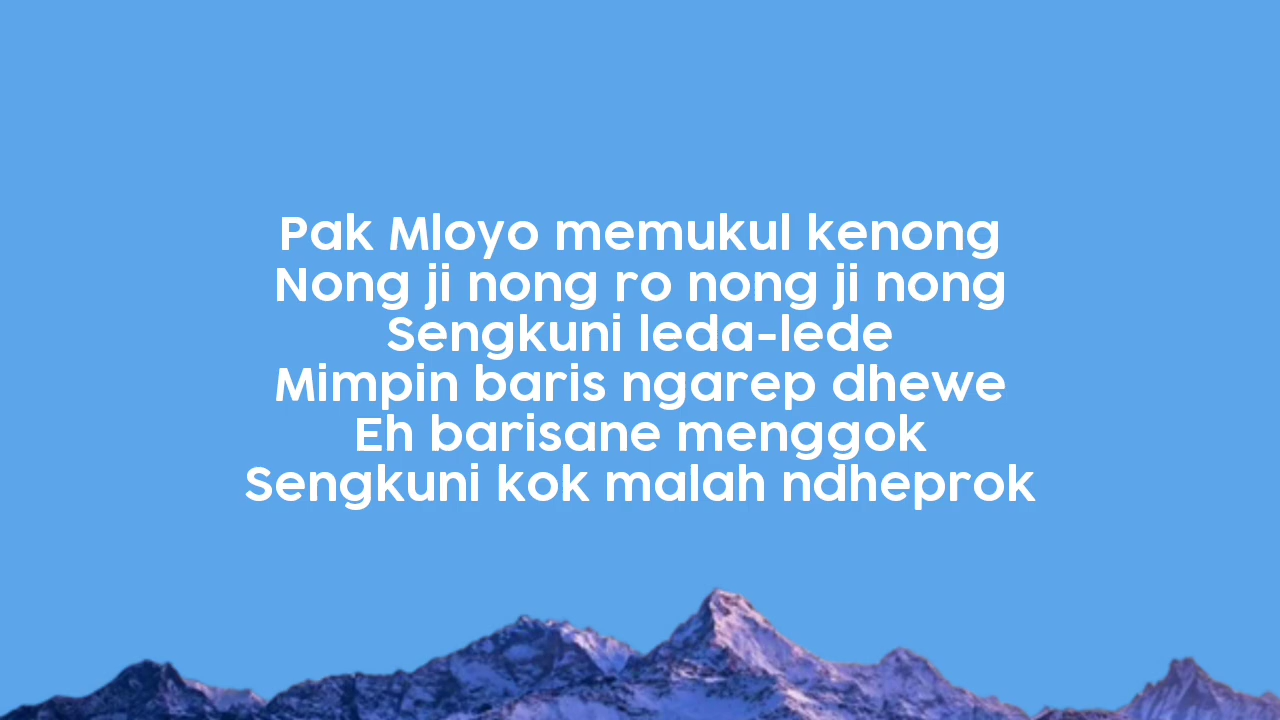 Pak Mloyo memukul kenong
Nong ji nong ro nong ji nong
Sengkuni leda-lede
Mimpin baris ngarep dhewe
Eh barisane menggok
Sengkuni kok malah ndheprok